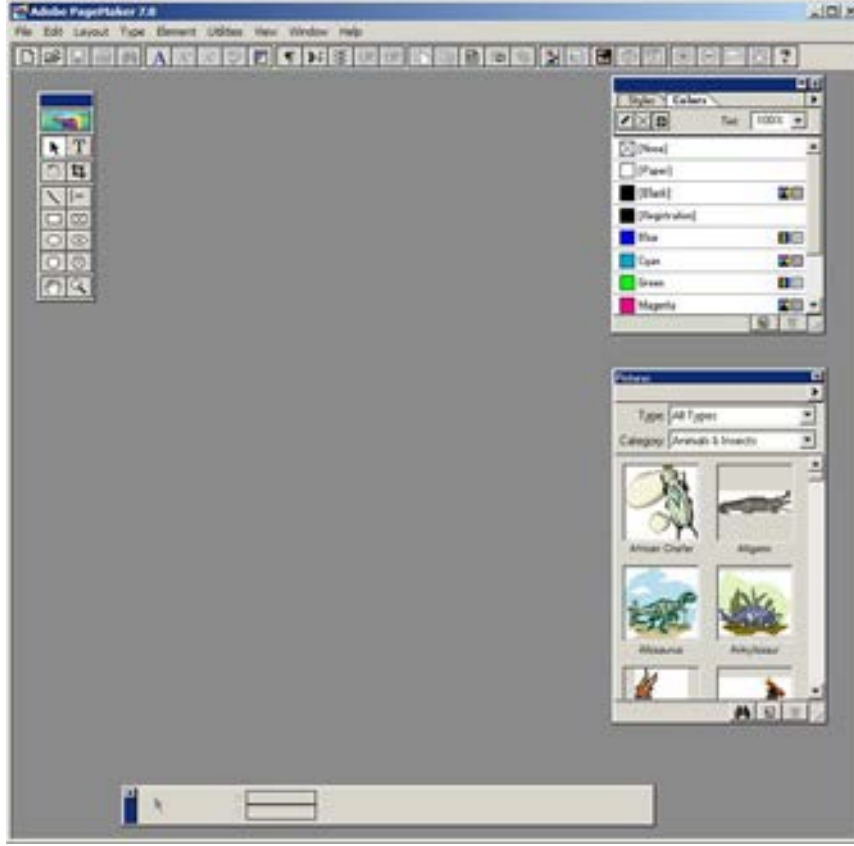 Adobe PageMaker 7.0
File Edit Layout Type Element Utilities View Window Help
Styles Colors
Tint: 100%
[None]
[Paper]
[Black]
[Registration]
Blue
Cyan
Green
Magenta
Pictures
Type: All Types
Category: Animals & Insects
African Chafer Alligator
Allosaurus Ankylosaur